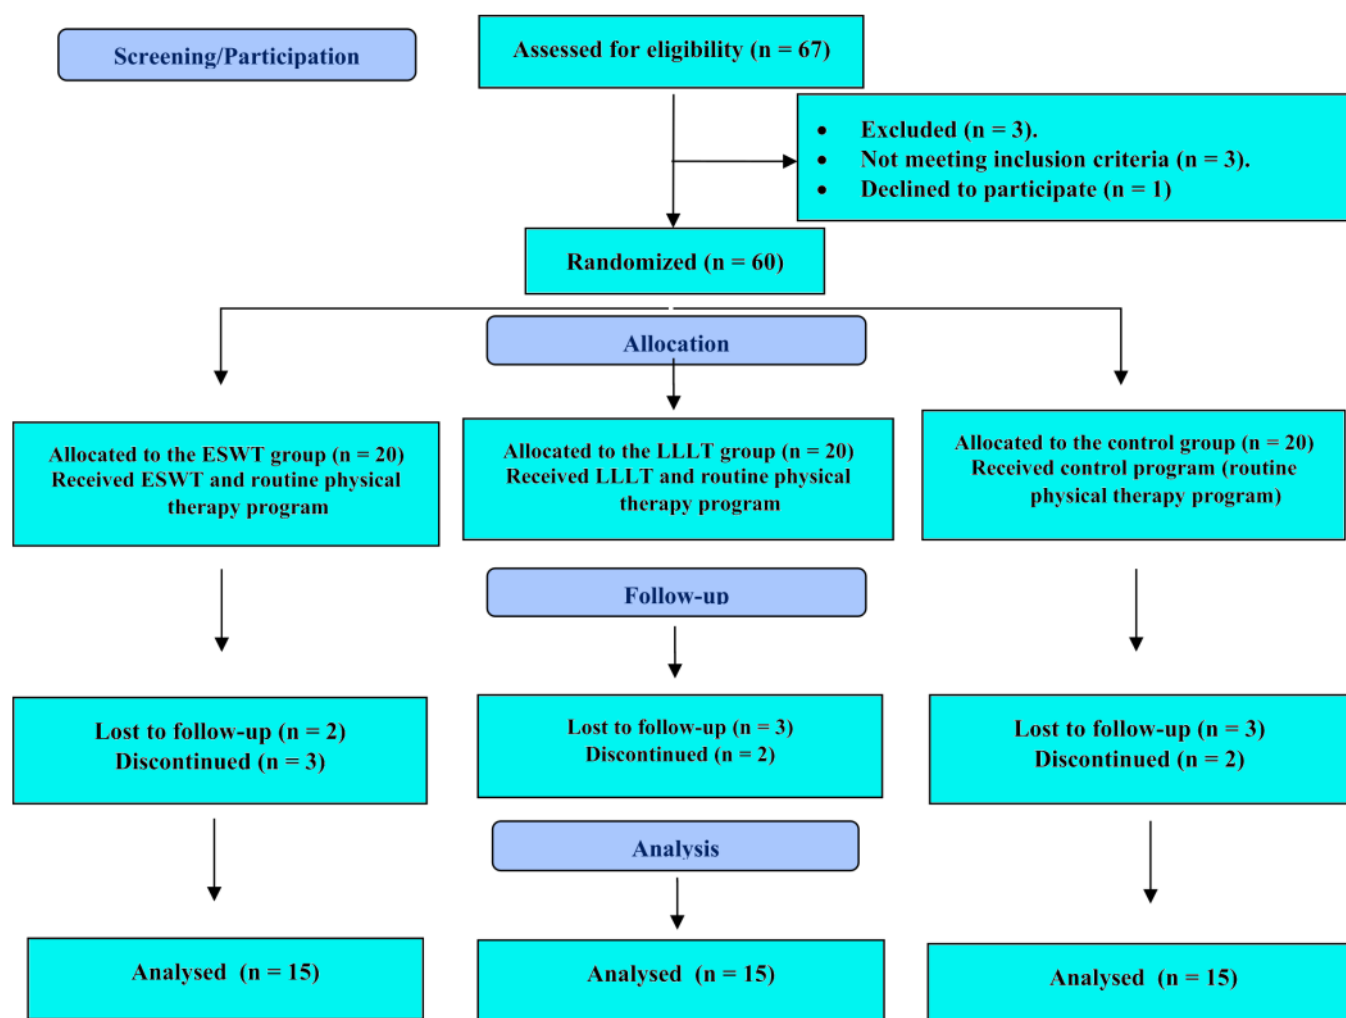 Screening/Participation
Assessed for eligibility (n = 67)
• Excluded (n = 3).
• Not meeting inclusion criteria (n = 3).
• Declined to participate (n = 1)
Randomized (n = 60)
Allocation
Allocated to the ESWT group (n = 20)
Received ESWT and routine physical
therapy program
Allocated to the LLLT group (n = 20)
Received LLLT and routine physical
therapy program
Allocated to the control group (n = 20)
Received control program (routine
physical therapy program)
Follow-up
Lost to follow-up (n = 2)
Discontinued (n = 3)
Lost to follow-up (n = 3)
Discontinued (n = 2)
Lost to follow-up (n = 3)
Discontinued (n = 2)
Analysis
Analysed (n = 15)
Analysed (n = 15)
Analysed (n = 15)